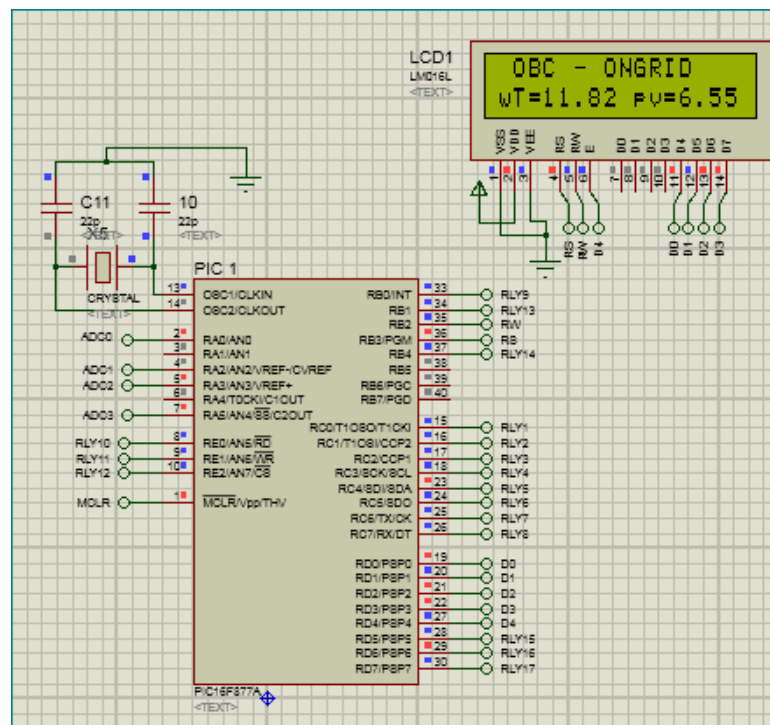 LCD1
LM016L
<TEXT>
OBC - ONGRID
wT=11.82 pv=6.55
VSS VDD VEE RS RW E D0 D1 D2 D3 D4 D5 D6 D7
1 2 3 4 5 6 7 8 9 10 11 12 13 14
RS RW D4 D0 D1 D2 D3
C11
22p
10
22p
<TEXT>
X5
CRYSTAL
<TEXT>
PIC 1
13 OSC1/CLKIN RB0/INT 33 RLY9
14 OSC2/CLKOUT RB1 34 RLY13
RB2 35 RW
ADC0 2 RA0/AN0 RB3/PGM 36 RS
3 RA1/AN1 RB4 37 RLY14
ADC1 4 RA2/AN2/VREF-/CVREF RB5 38
ADC2 5 RA3/AN3/VREF+ RB6/PGC 39
6 RA4/T0CKI/C1OUT RB7/PGD 40
ADC3 7 RA5/AN4/SS/C2OUT
RC0/T1OSO/T1CKI 15 RLY1
RLY10 8 RE0/AN5/RD RC1/T1OSI/CCP2 16 RLY2
RLY11 9 RE1/AN6/WR RC2/CCP1 17 RLY3
RLY12 10 RE2/AN7/CS RC3/SCK/SCL 18 RLY4
RC4/SDI/SDA 23 RLY5
MCLR 1 MCLR/Vpp/THV RC5/SDO 24 RLY6
RC6/TX/CK 25 RLY7
RC7/RX/DT 26 RLY8
RD0/PSP0 19 D0
RD1/PSP1 20 D1
RD2/PSP2 21 D2
RD3/PSP3 22 D3
RD4/PSP4 27 D4
RD5/PSP5 28 RLY15
RD6/PSP6 29 RLY16
RD7/PSP7 30 RLY17
PIC16F877A
<TEXT>